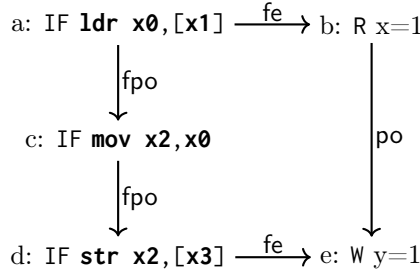 a: IF ldr x0,[x1] fe b: R x=1
fpo
c: IF mov x2,x0 po
fpo
d: IF str x2,[x3] fe e: W y=1